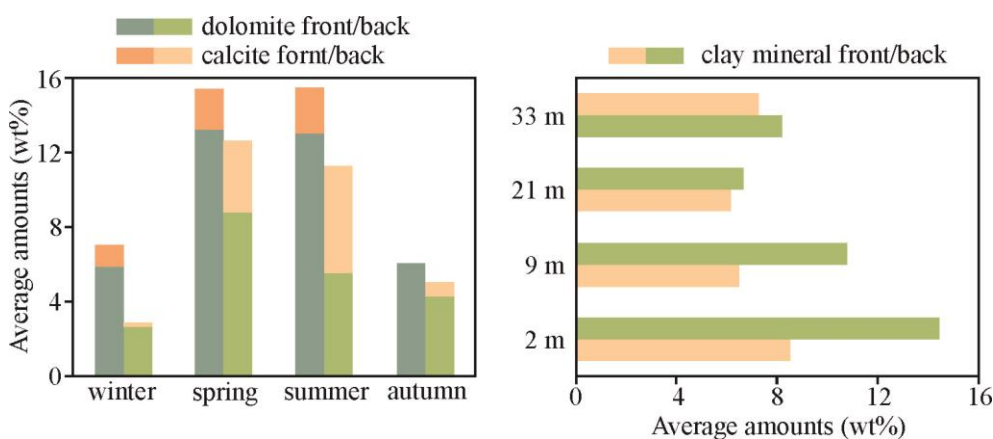 dolomite front/back
calcite fornt/back
Average amounts (wt%)
16
12
8
4
0
winter spring summer autumn
clay mineral front/back
33 m
21 m
9 m
2 m
0 4 8 12 16
Average amounts (wt%)